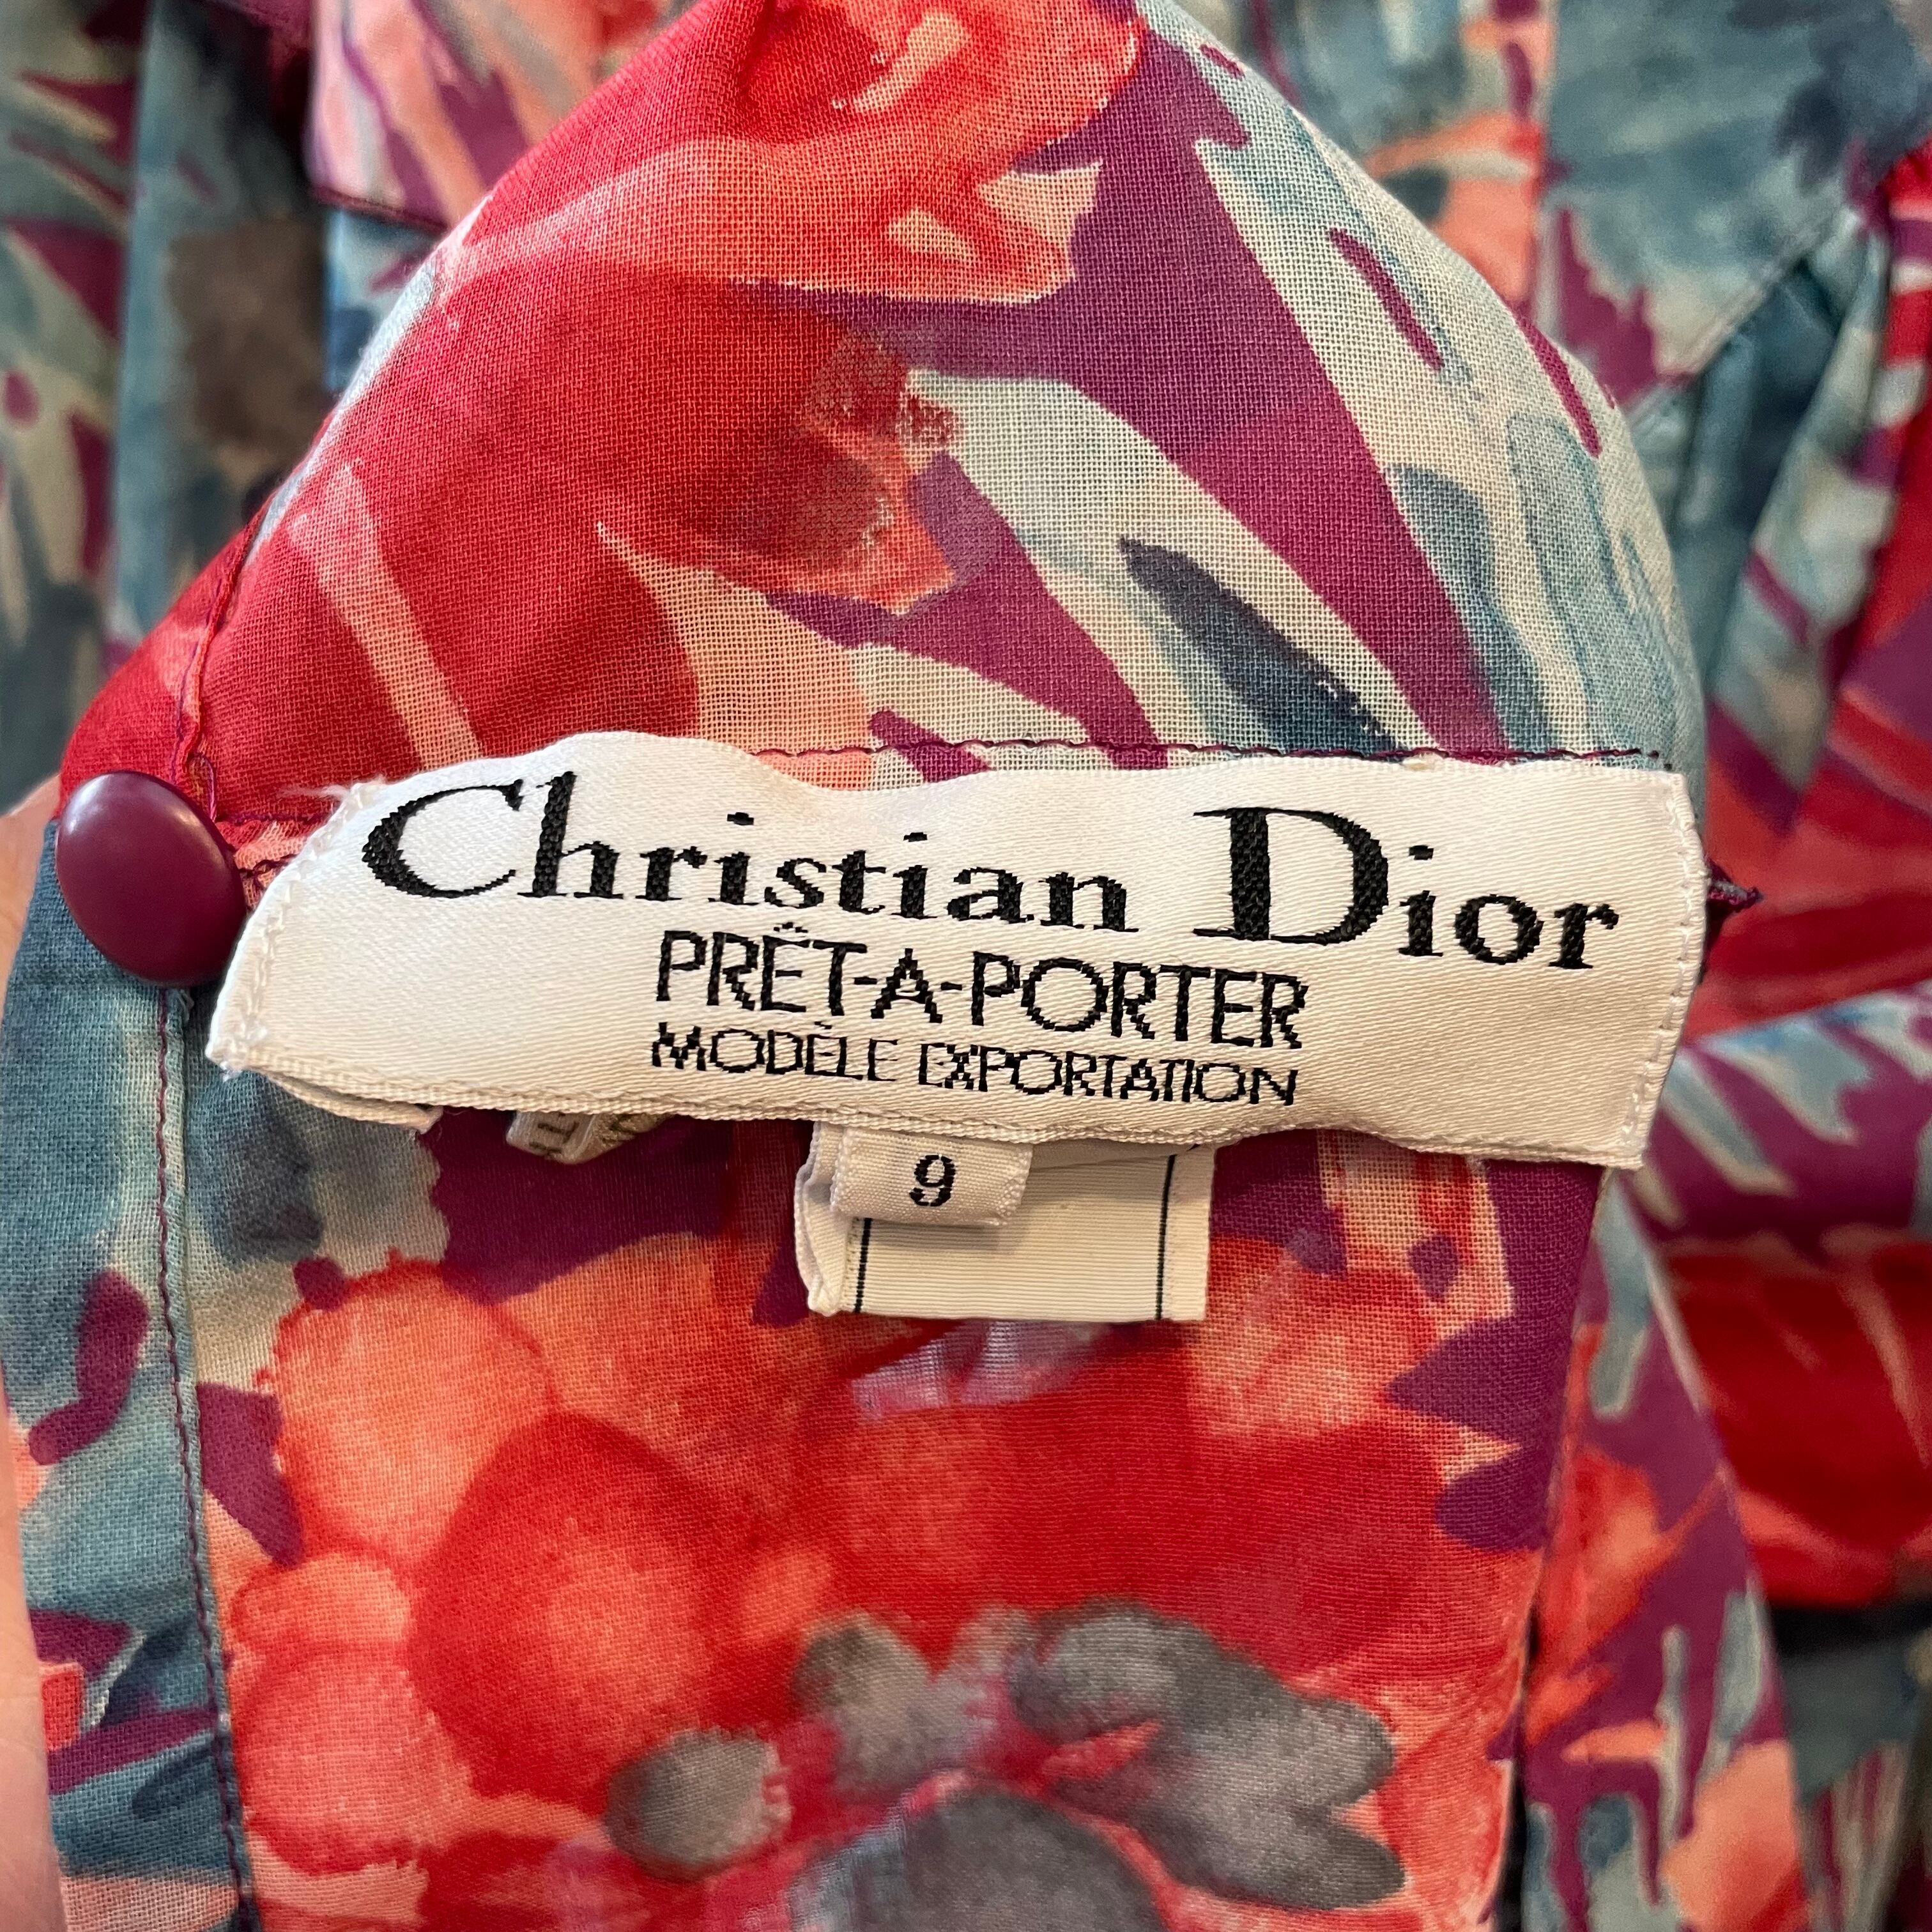 Christian Dior
PRÊT-A-PORTER
MODÈLE EXPORTATION
9